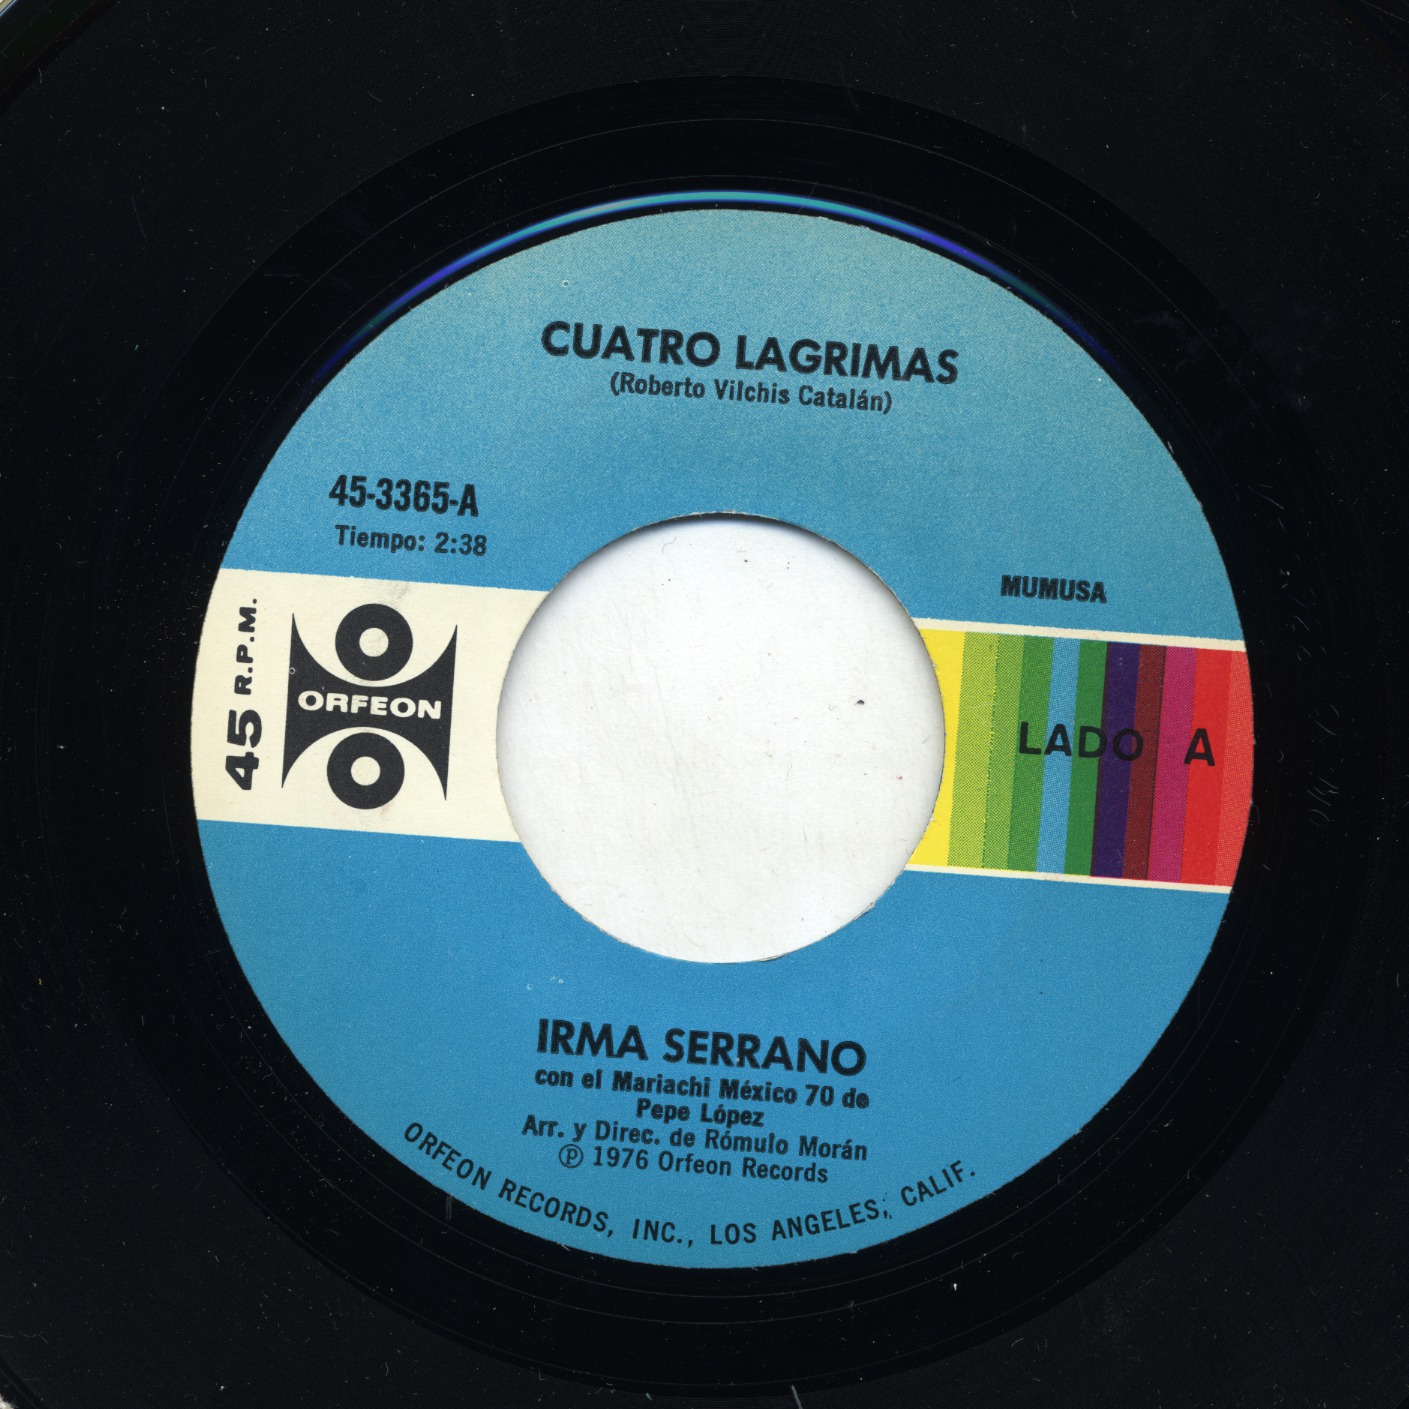 CUATRO LAGRIMAS
(Roberto Vilchis Catalán)
45-3365-A
Tiempo: 2:38
MUMUSA
45 R.P.M.
ORFEON
LADO A
IRMA SERRANO
con el Mariachi México 70 de
Pepe López
Arr. y Direc. de Rómulo Morán
℗ 1976 Orfeon Records
ORFEON RECORDS, INC., LOS ANGELES, CALIF.